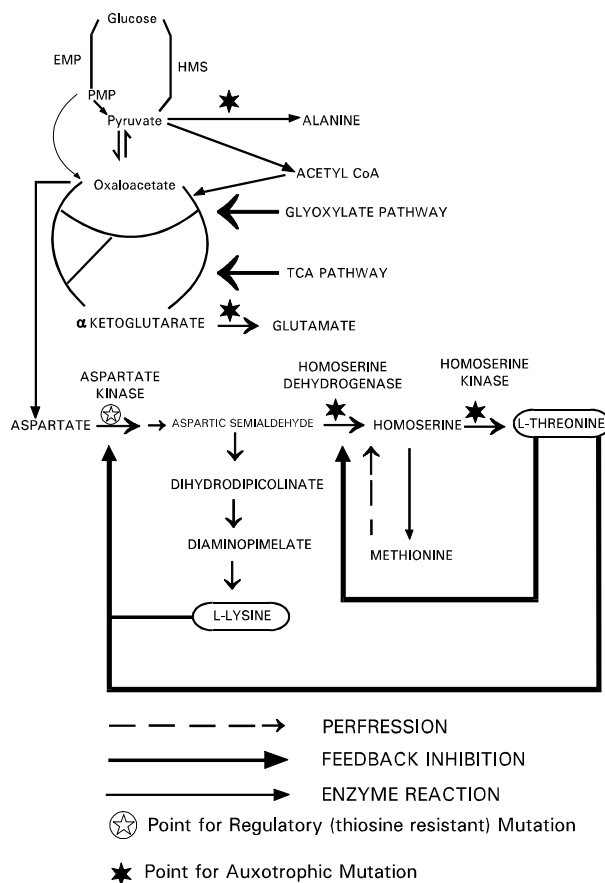 Glucose
EMP
HMS
PMP
Pyruvate
ALANINE
ACETYL CoA
Oxaloacetate
GLYOXYLATE PATHWAY
TCA PATHWAY
α KETOGLUTARATE
GLUTAMATE
ASPARTATE
KINASE
HOMOSERINE
DEHYDROGENASE
HOMOSERINE
KINASE
ASPARTATE
ASPARTIC SEMIALDEHYDE
HOMOSERINE
L-THREONINE
DIHYDRODIPICOLINATE
DIAMINOPIMELATE
METHIONINE
L-LYSINE
PERFRESSION
FEEDBACK INHIBITION
ENZYME REACTION
Point for Regulatory (thiosine resistant) Mutation
Point for Auxotrophic Mutation